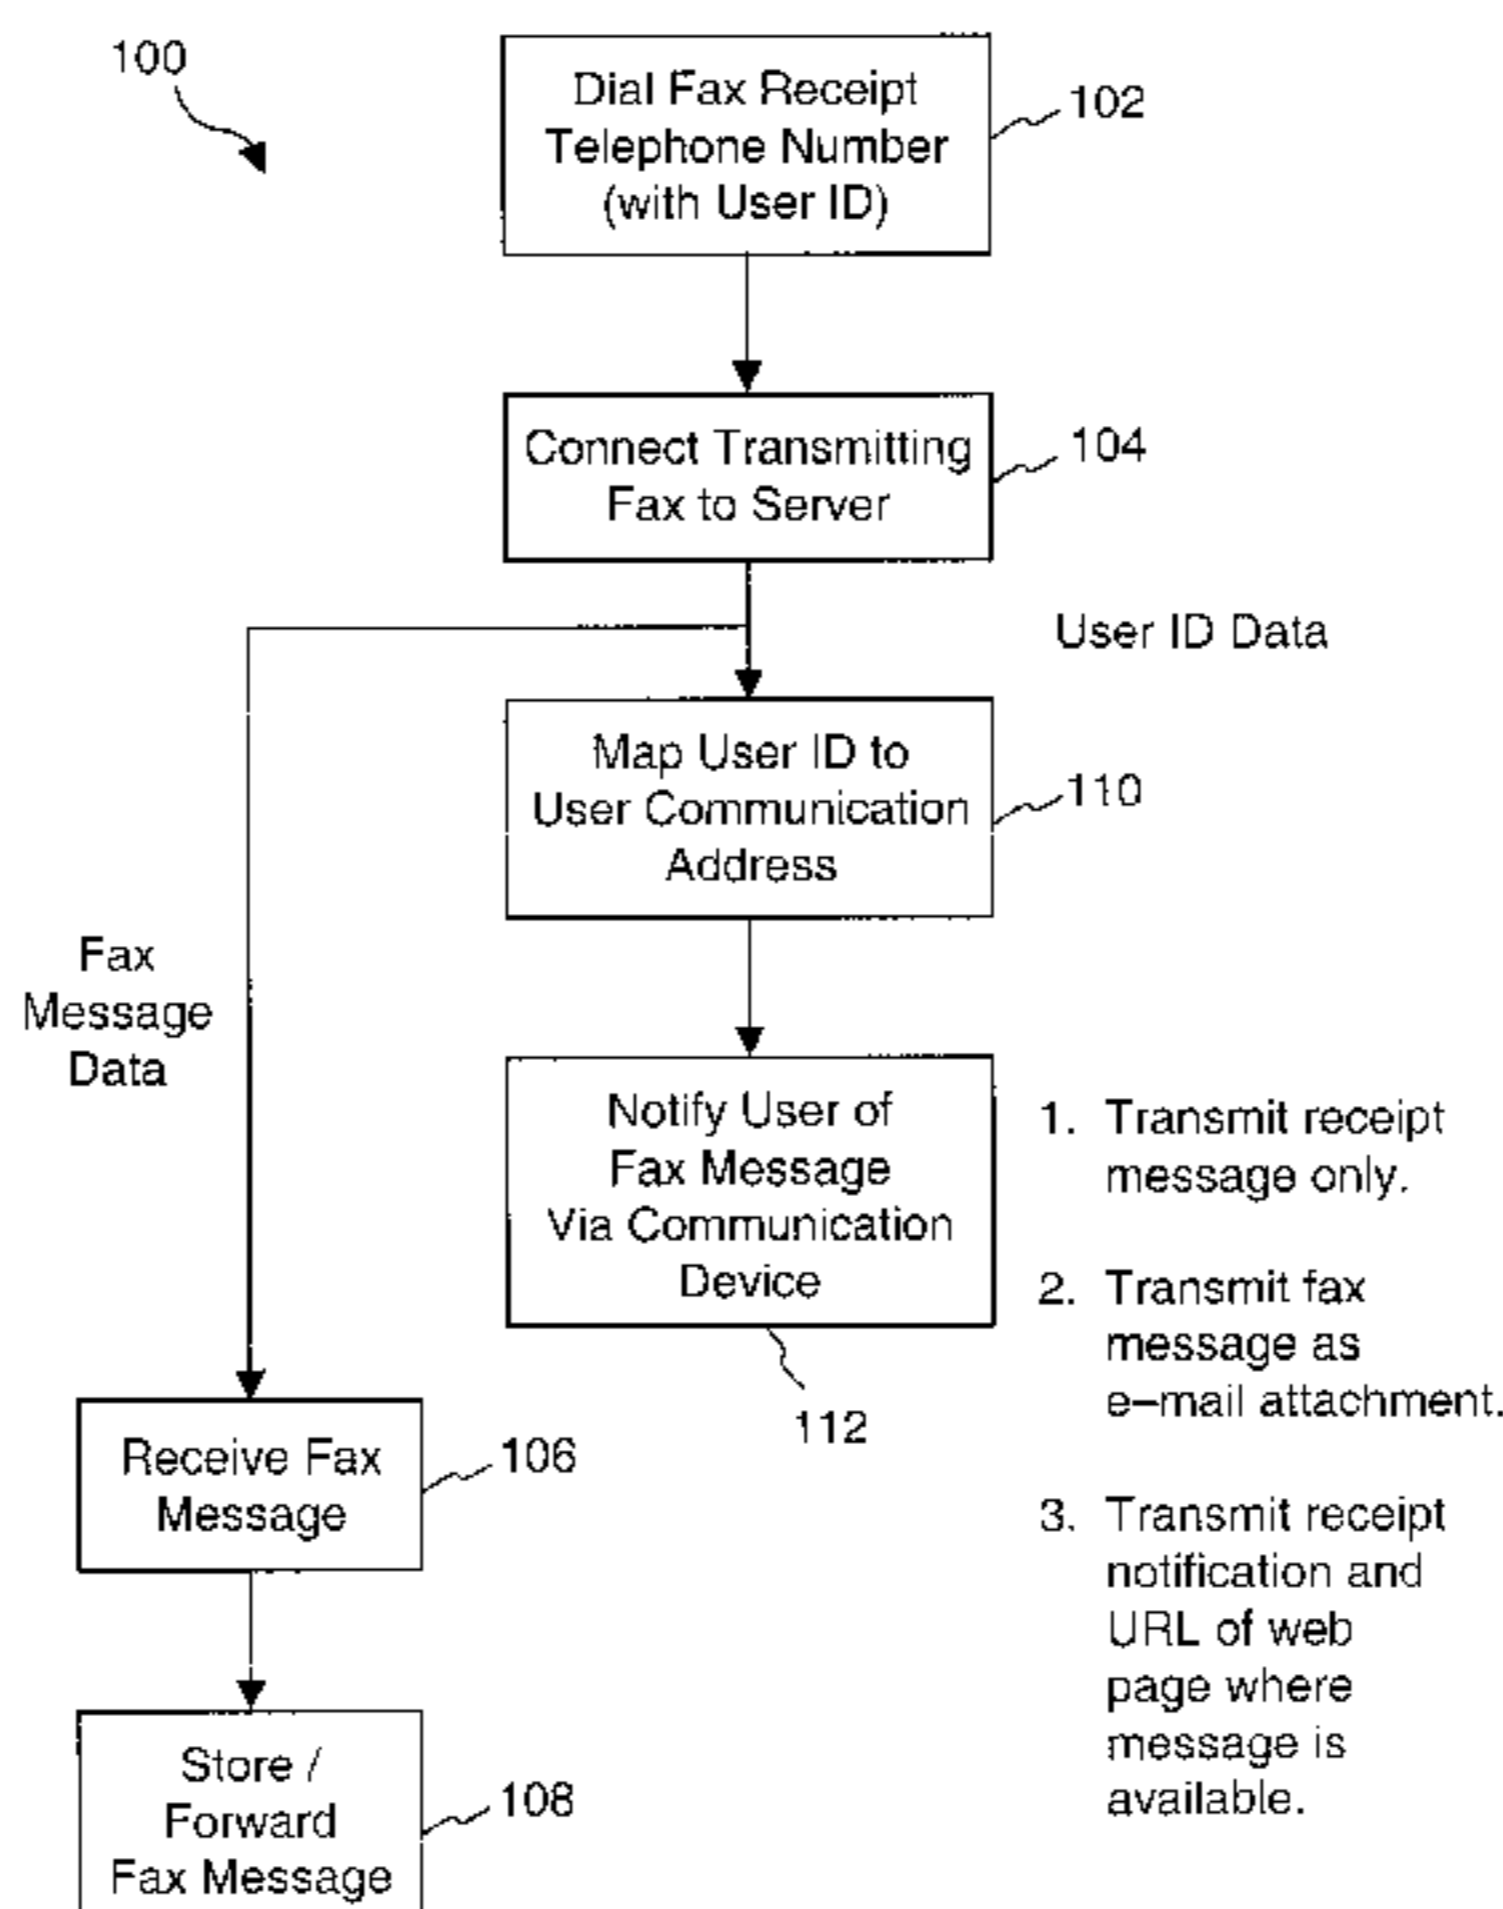 100
Dial Fax Receipt
Telephone Number
(with User ID)
102
Connect Transmitting
Fax to Server
104
User ID Data
Map User ID to
User Communication
Address
110
Fax
Message
Data
Notify User of
Fax Message
Via Communication
Device
112
1. Transmit receipt
message only.
2. Transmit fax
message as
e–mail attachment.
3. Transmit receipt
notification and
URL of web
page where
message is
available.
Receive Fax
Message
106
Store /
Forward
Fax Message
108